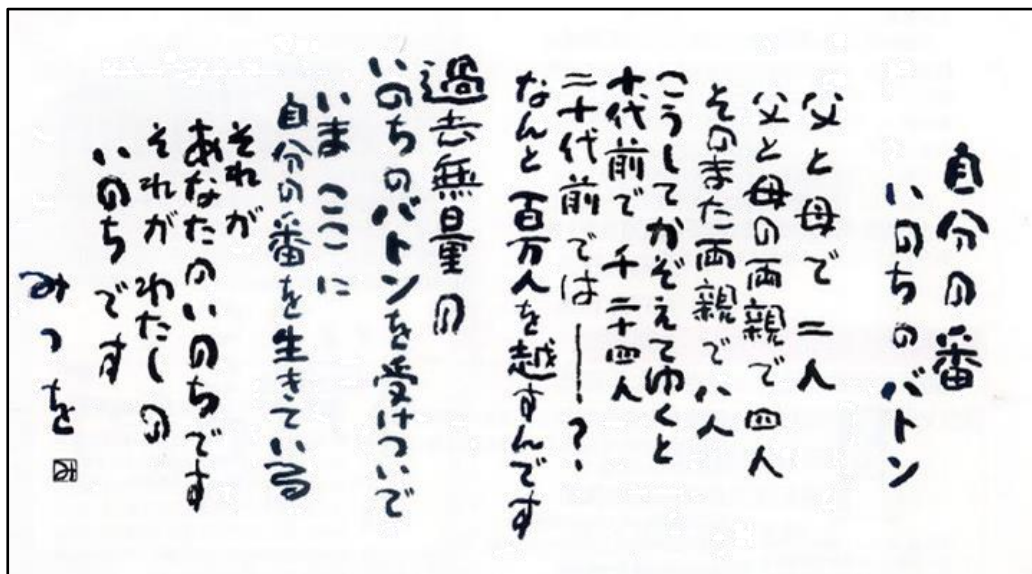 自分の番
いのちのバトン
父と母で二人
父と母の両親で四人
そのまた両親で八人
こうしてかぞえてゆくと
十代前で千二十四人
二十代前では―？
なんと百万人を越すんです
過去無量の
いのちのバトンを受けついで
いまここに
自分の番を生きている
それが
あなたのいのちです
それがわたしの
いのちです
みつを
み